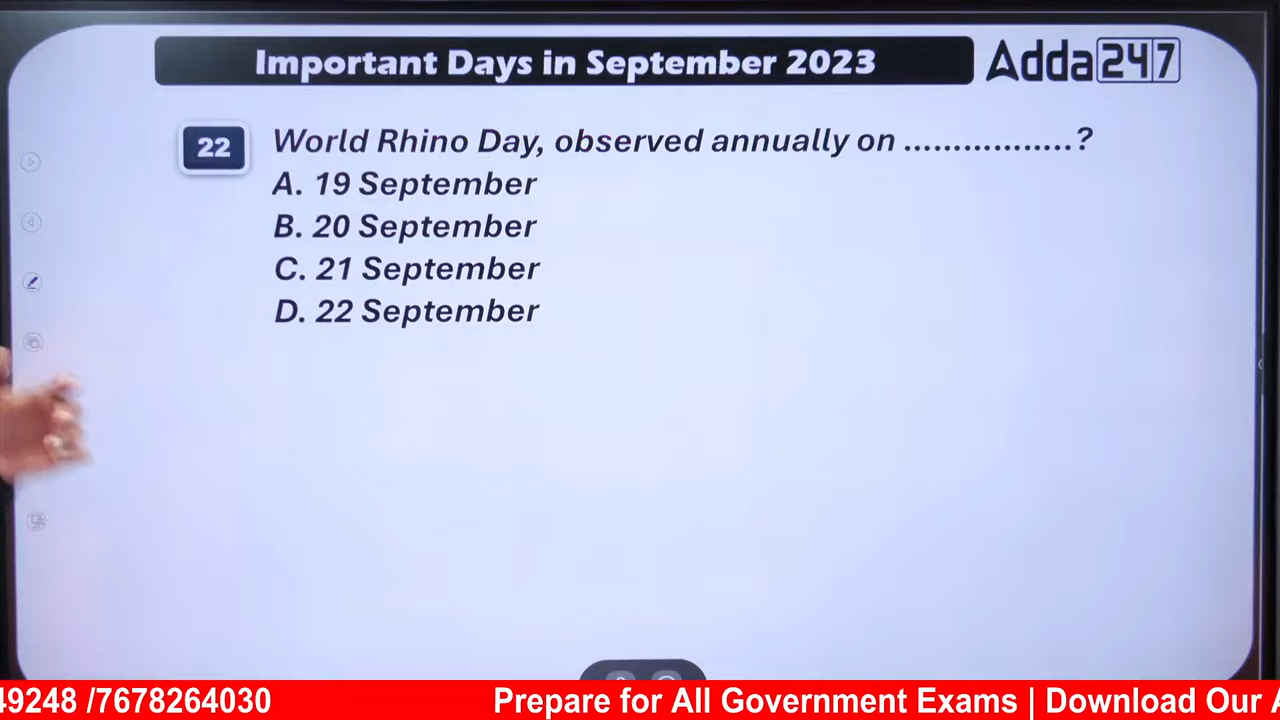 Important Days in September 2023
Adda247
22
World Rhino Day, observed annually on .................?
A. 19 September
B. 20 September
C. 21 September
D. 22 September
49248 /7678264030
Prepare for All Government Exams | Download Our A